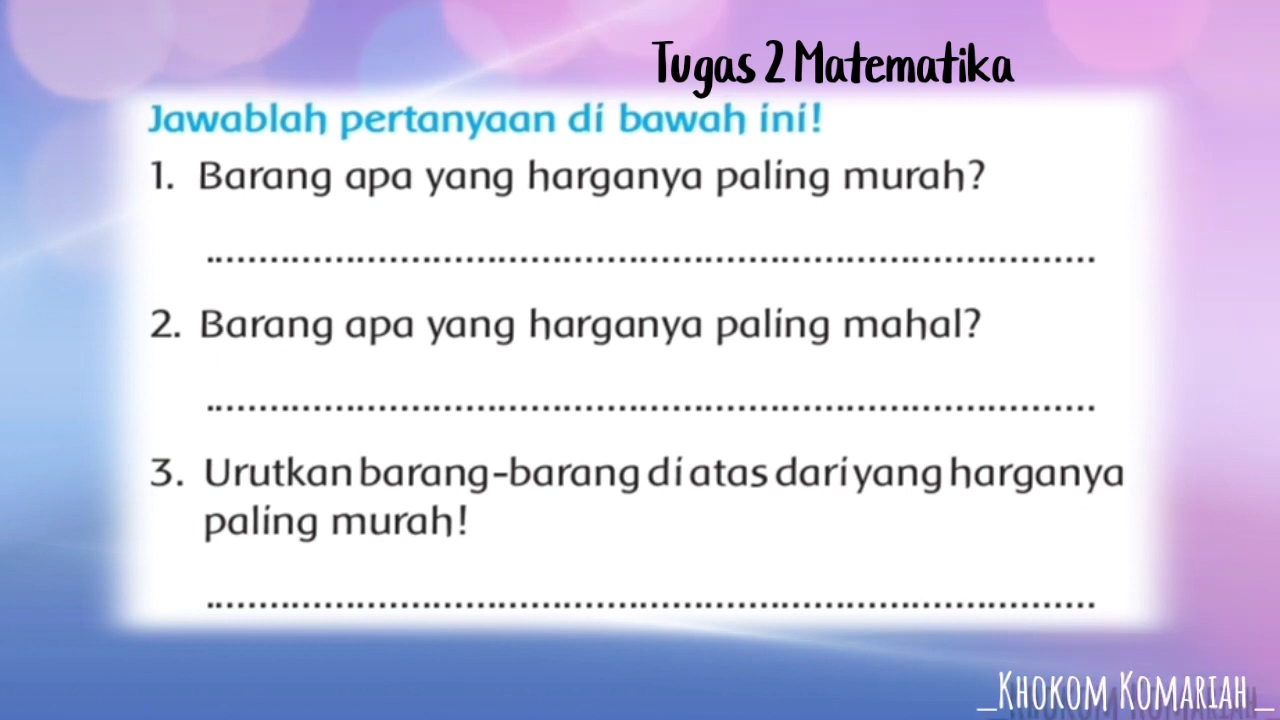 Tugas 2 Matematika
Jawablah pertanyaan di bawah ini!
1. Barang apa yang harganya paling murah?
................................................................................
2. Barang apa yang harganya paling mahal?
................................................................................
3. Urutkan barang-barang di atas dari yang harganya
paling murah!
................................................................................
_Khokom Komariah_